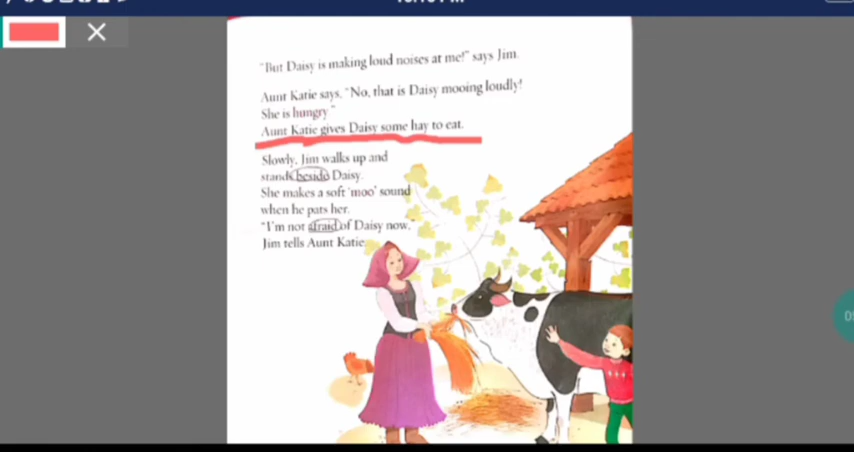 "But Daisy is making loud noises at me!" says Jim.
Aunt Katie says, "No, that is Daisy mooing loudly!
She is hungry."
Aunt Katie gives Daisy some hay to eat.
Slowly, Jim walks up and
stands beside Daisy.
She makes a soft 'moo' sound
when he pats her.
"I'm not afraid of Daisy now,"
Jim tells Aunt Katie.